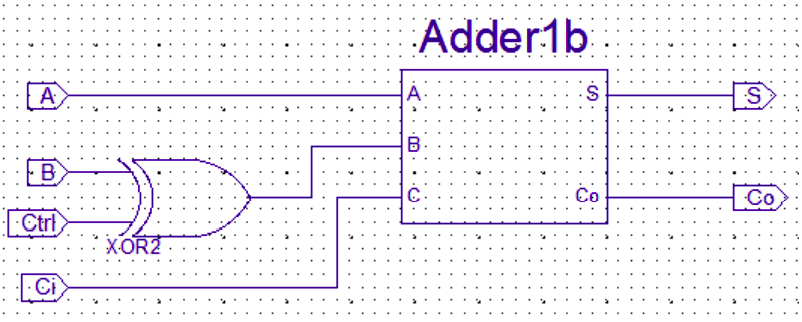 Adder1b
A A S S
B B
Ctrl C Co Co
XOR2
Ci